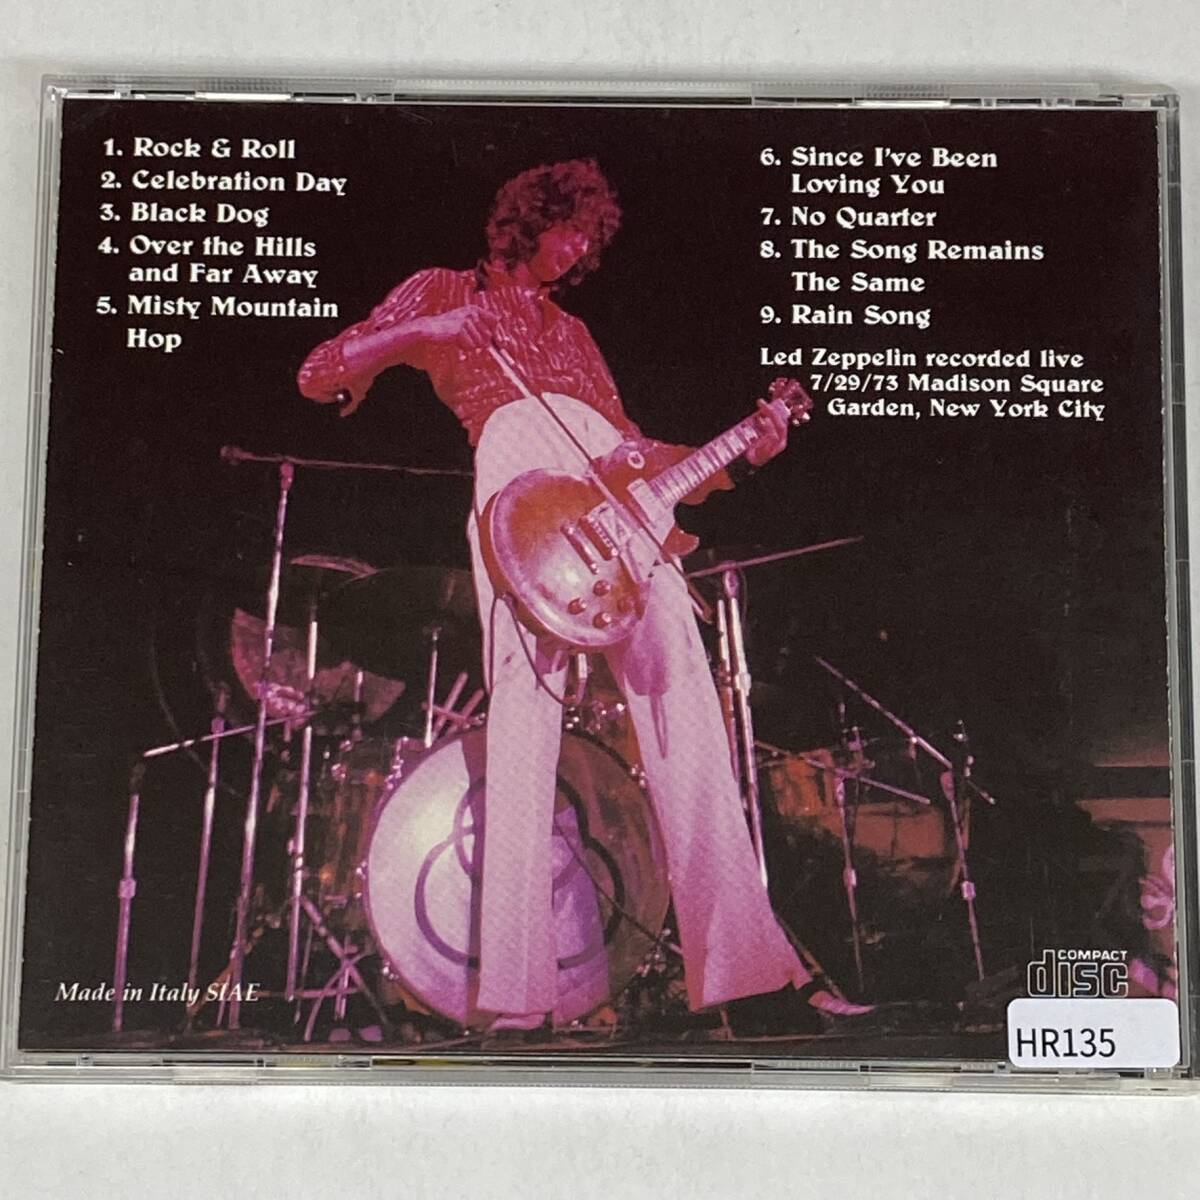 1. Rock & Roll
2. Celebration Day
3. Black Dog
4. Over the Hills
and Far Away
5. Misty Mountain
Hop
6. Since I've Been
Loving You
7. No Quarter
8. The Song Remains
The Same
9. Rain Song
Led Zeppelin recorded live
7/29/73 Madison Square
Garden, New York City
Made in Italy SIAE
COMPACT
disc
HR135